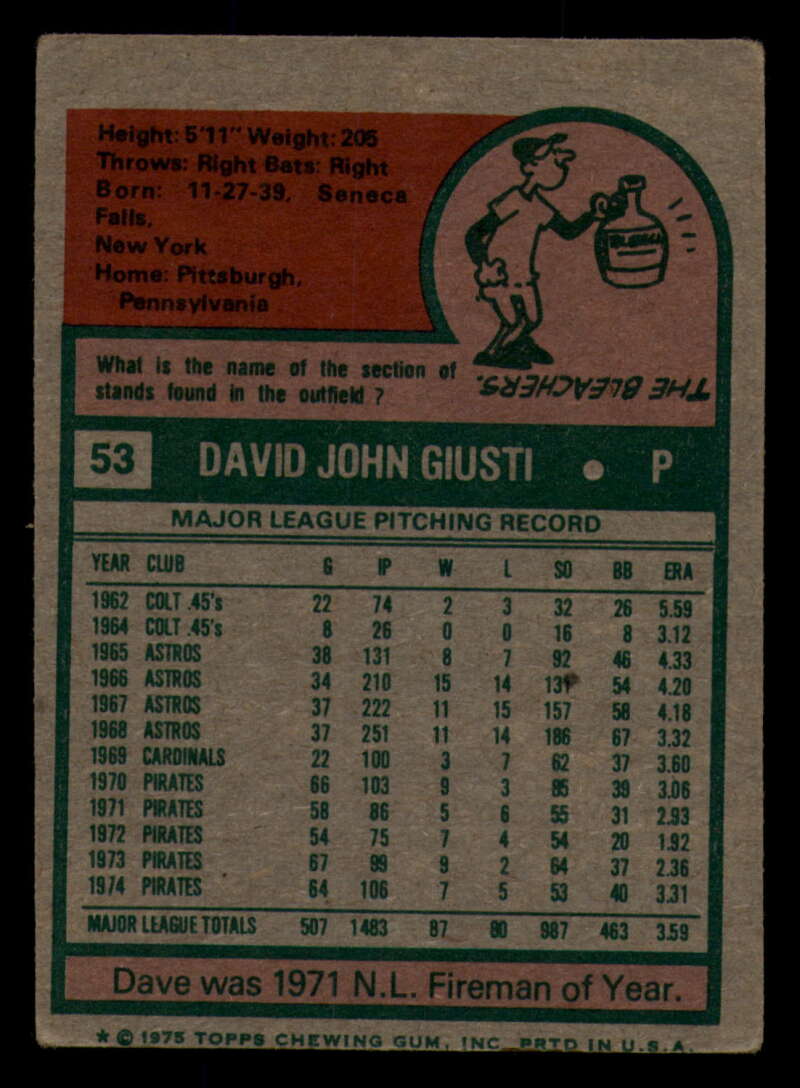 Height: 5'11" Weight: 205
Throws: Right Bats: Right
Born: 11-27-39, Seneca
Falls,
New York
Home: Pittsburgh,
Pennsylvania
What is the name of the section of
stands found in the outfield ?
THE BLEACHERS.
53 DAVID JOHN GIUSTI • P
MAJOR LEAGUE PITCHING RECORD
YEAR CLUB G IP W L SO BB ERA
1962 COLT .45's 22 74 2 3 32 26 5.59
1964 COLT .45's 8 26 0 0 16 8 3.12
1965 ASTROS 38 131 8 7 92 46 4.33
1966 ASTROS 34 210 15 14 131 54 4.20
1967 ASTROS 37 222 11 15 157 58 4.18
1968 ASTROS 37 251 11 14 186 67 3.32
1969 CARDINALS 22 100 3 7 62 37 3.60
1970 PIRATES 66 103 9 3 85 39 3.06
1971 PIRATES 58 86 5 6 55 31 2.93
1972 PIRATES 54 75 7 4 54 20 1.92
1973 PIRATES 67 99 9 2 64 37 2.36
1974 PIRATES 64 106 7 5 53 40 3.31
MAJOR LEAGUE TOTALS 507 1483 87 80 987 463 3.59
Dave was 1971 N.L. Fireman of Year.
* © 1975 TOPPS CHEWING GUM, INC. PRTD IN U.S.A.